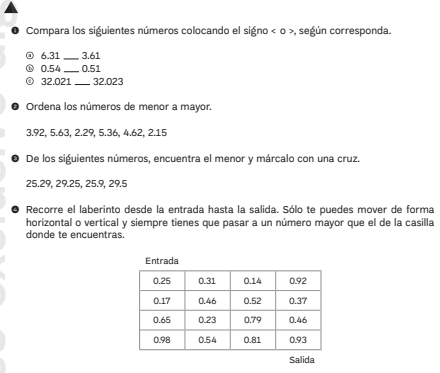 1 Compara los siguientes números colocando el signo < o >, según corresponda.
a 6.31 ___ 3.61
b 0.54 ___ 0.51
c 32.021 ___ 32.023
2 Ordena los números de menor a mayor.
3.92, 5.63, 2.29, 5.36, 4.62, 2.15
3 De los siguientes números, encuentra el menor y márcalo con una cruz.
25.29, 29.25, 25.9, 29.5
4 Recorre el laberinto desde la entrada hasta la salida. Sólo te puedes mover de forma
horizontal o vertical y siempre tienes que pasar a un número mayor que el de la casilla
donde te encuentras.
Entrada
0.25 0.31 0.14 0.92
0.17 0.46 0.52 0.37
0.65 0.23 0.79 0.46
0.98 0.54 0.81 0.93
Salida